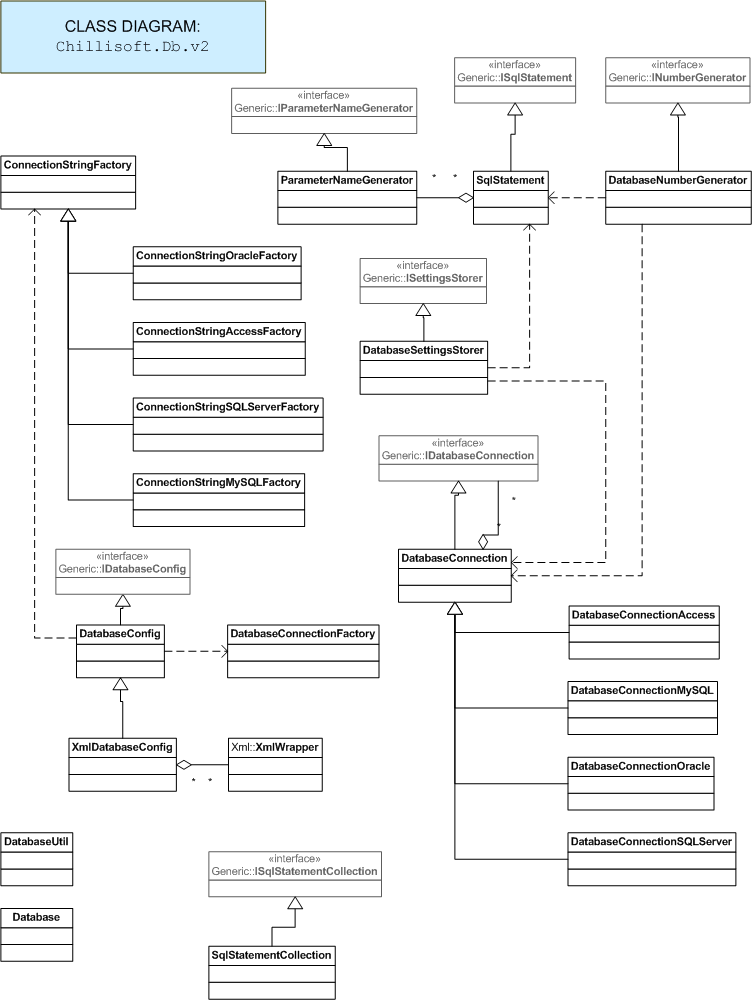 CLASS DIAGRAM:
Chillisoft.Db.v2
«interface»
Generic::ISqlStatement
«interface»
Generic::INumberGenerator
«interface»
Generic::IParameterNameGenerator
ConnectionStringFactory
ParameterNameGenerator
* *
SqlStatement
DatabaseNumberGenerator
ConnectionStringOracleFactory
«interface»
Generic::ISettingsStorer
ConnectionStringAccessFactory
DatabaseSettingsStorer
ConnectionStringSQLServerFactory
«interface»
Generic::IDatabaseConnection
ConnectionStringMySQLFactory
*
*
«interface»
Generic::IDatabaseConfig
DatabaseConnection
DatabaseConfig
DatabaseConnectionFactory
DatabaseConnectionAccess
DatabaseConnectionMySQL
XmlDatabaseConfig
Xml::XmlWrapper
* *
DatabaseConnectionOracle
DatabaseUtil
DatabaseConnectionSQLServer
«interface»
Generic::ISqlStatementCollection
Database
SqlStatementCollection